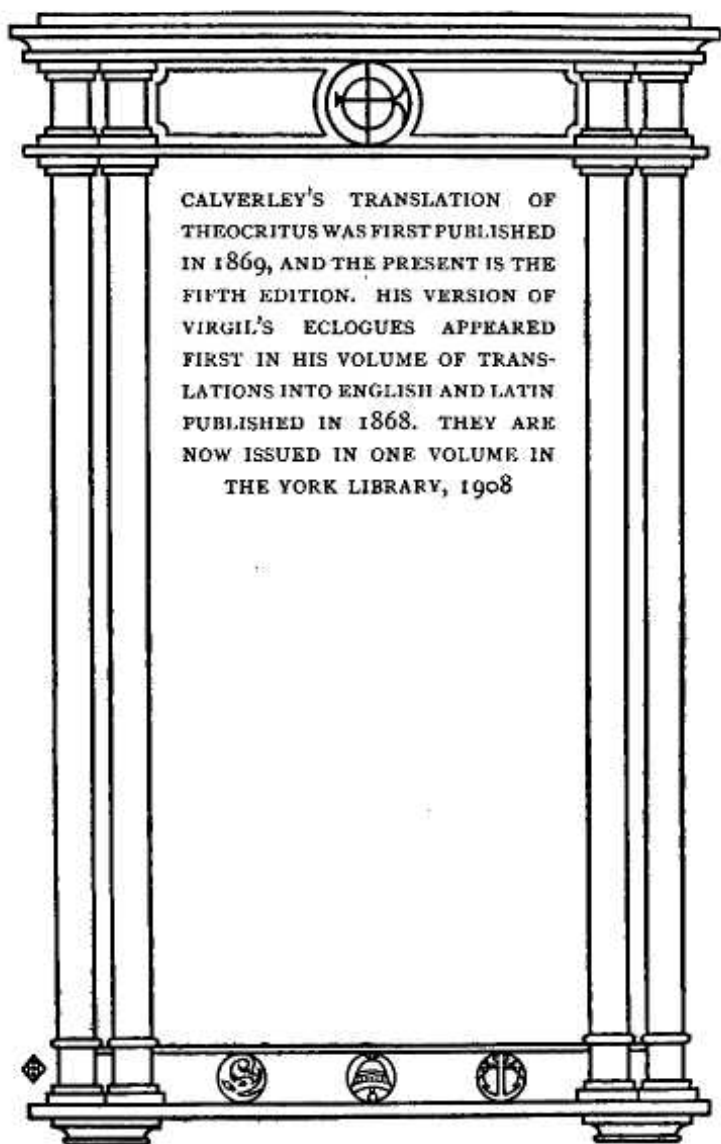 CALVERLEY'S TRANSLATION OF
THEOCRITUS WAS FIRST PUBLISHED
IN 1869, AND THE PRESENT IS THE
FIFTH EDITION. HIS VERSION OF
VIRGIL'S ECLOGUES APPEARED
FIRST IN HIS VOLUME OF TRANS-
LATIONS INTO ENGLISH AND LATIN
PUBLISHED IN 1868. THEY ARE
NOW ISSUED IN ONE VOLUME IN
THE YORK LIBRARY, 1908